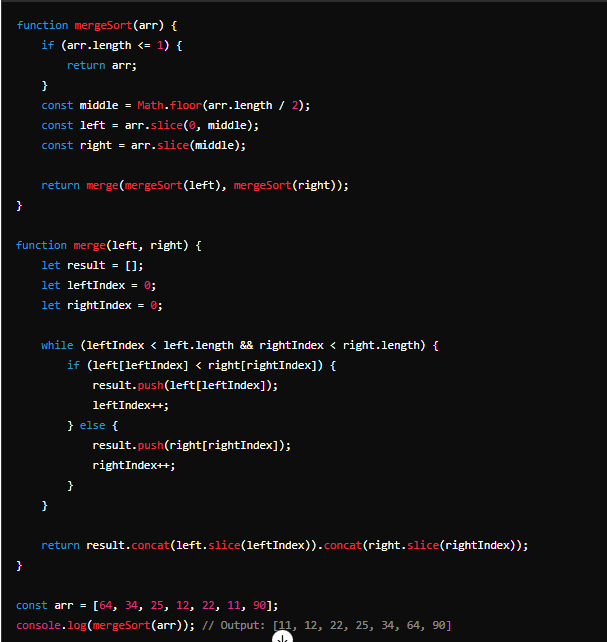 function mergeSort(arr) {
    if (arr.length <= 1) {
        return arr;
    }
    const middle = Math.floor(arr.length / 2);
    const left = arr.slice(0, middle);
    const right = arr.slice(middle);

    return merge(mergeSort(left), mergeSort(right));
}

function merge(left, right) {
    let result = [];
    let leftIndex = 0;
    let rightIndex = 0;

    while (leftIndex < left.length && rightIndex < right.length) {
        if (left[leftIndex] < right[rightIndex]) {
            result.push(left[leftIndex]);
            leftIndex++;
        } else {
            result.push(right[rightIndex]);
            rightIndex++;
        }
    }

    return result.concat(left.slice(leftIndex)).concat(right.slice(rightIndex));
}

const arr = [64, 34, 25, 12, 22, 11, 90];
console.log(mergeSort(arr)); // Output: [11, 12, 22, 25, 34, 64, 90]